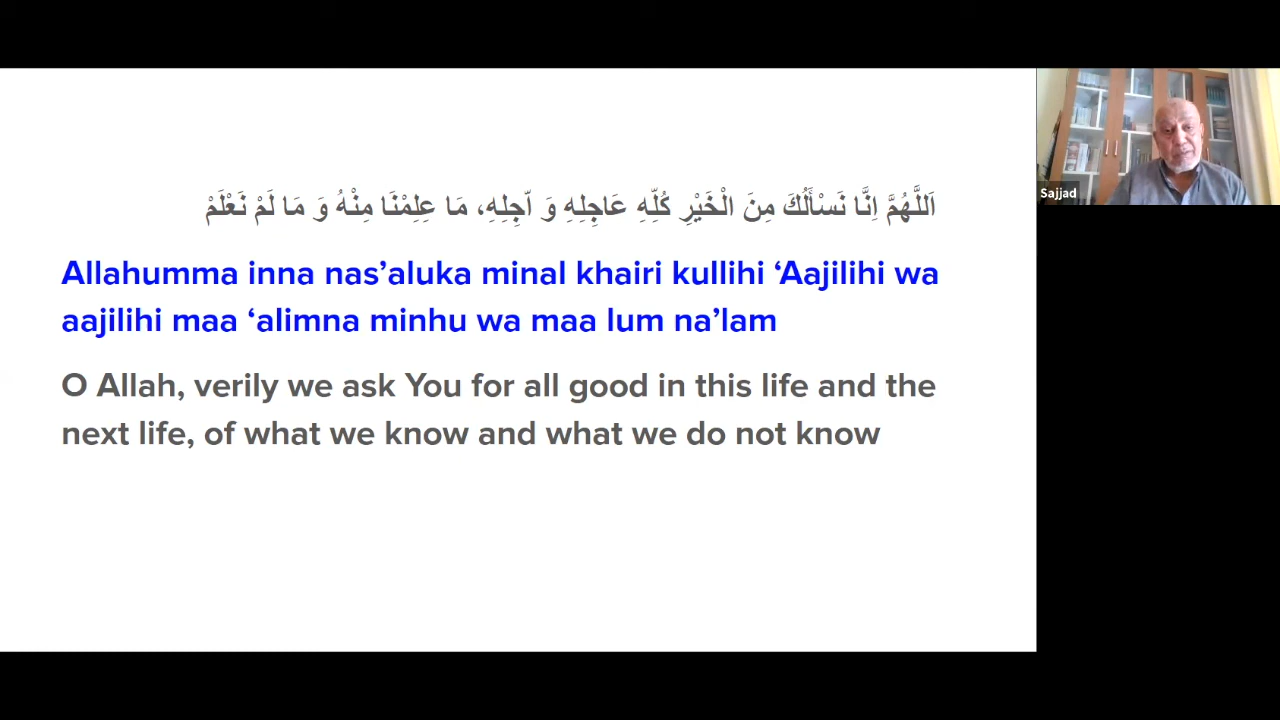 اَللَّهُمَّ اِنَّا نَسْأَلُكَ مِنَ الْخَيْرِ كُلِّهِ عَاجِلِهِ وَ آجِلِهِ، مَا عَلِمْنَا مِنْهُ وَ مَا لَمْ نَعْلَمْ
Allahumma inna nas’aluka minal khairi kullihi ‘Aajilihi wa
aajilihi maa ‘alimna minhu wa maa lum na’lam
O Allah, verily we ask You for all good in this life and the
next life, of what we know and what we do not know
Sajjad